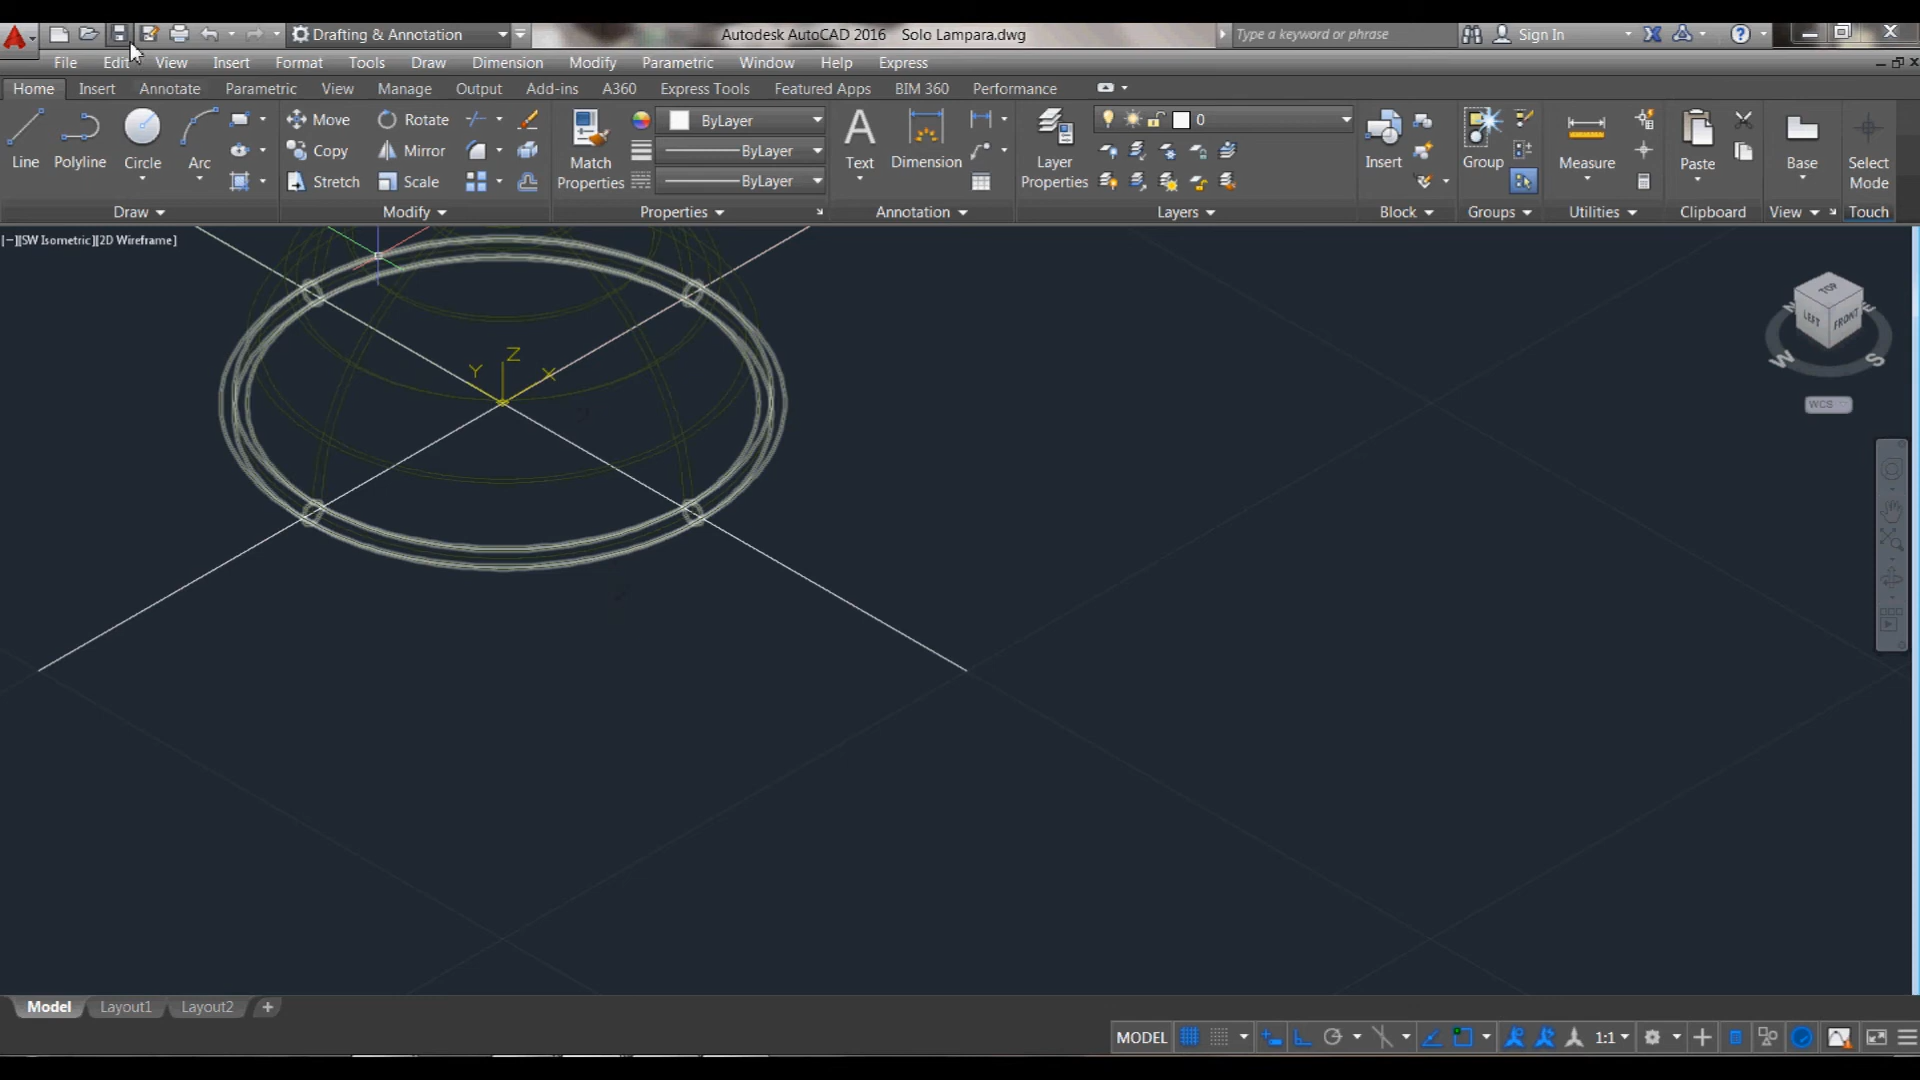 Drafting & Annotation
Autodesk AutoCAD 2016 Solo Lampara.dwg
Type a keyword or phrase
Sign In
File Edit View Insert Format Tools Draw Dimension Modify Parametric Window Help Express
Home Insert Annotate Parametric View Manage Output Add-ins A360 Express Tools Featured Apps BIM 360 Performance
Line Polyline Circle Arc
Move Rotate
Copy Mirror
Stretch Scale
Match Properties
ByLayer
ByLayer
ByLayer
Text Dimension
Layer Properties
0
Insert
Group
Measure
Paste
Base
Select Mode
Draw Modify Properties Annotation Layers Block Groups Utilities Clipboard View Touch
[−][SW Isometric][2D Wireframe]
TOP
LEFT FRONT
N E
W S
WCS
Z
Y X
Model Layout1 Layout2 +
MODEL 1:1